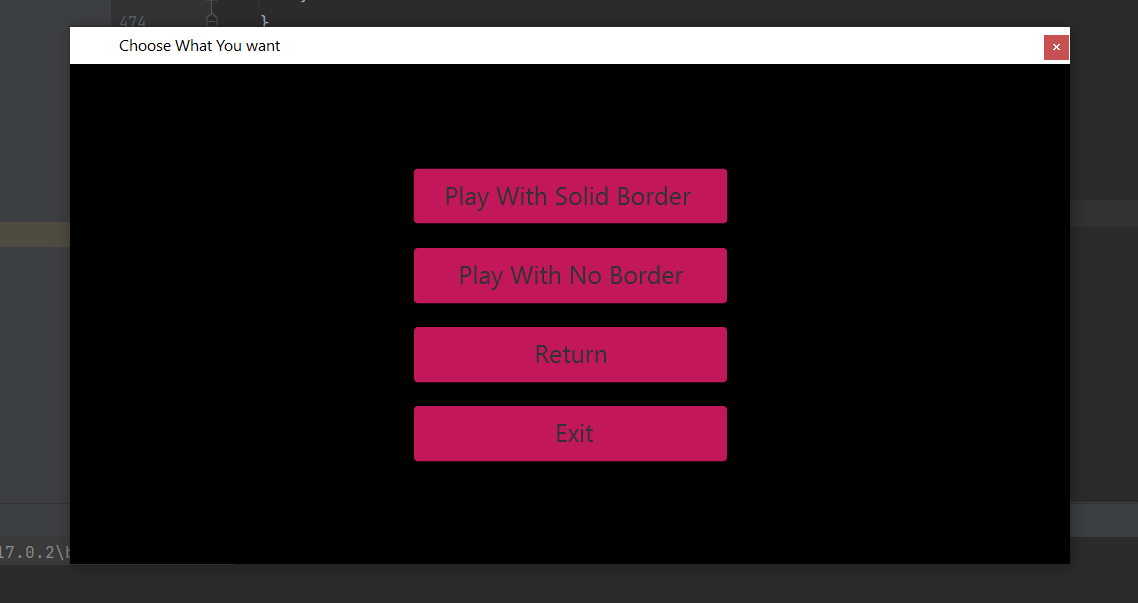 474
}
Choose What You want
Play With Solid Border
Play With No Border
Return
Exit
17.0.2\b